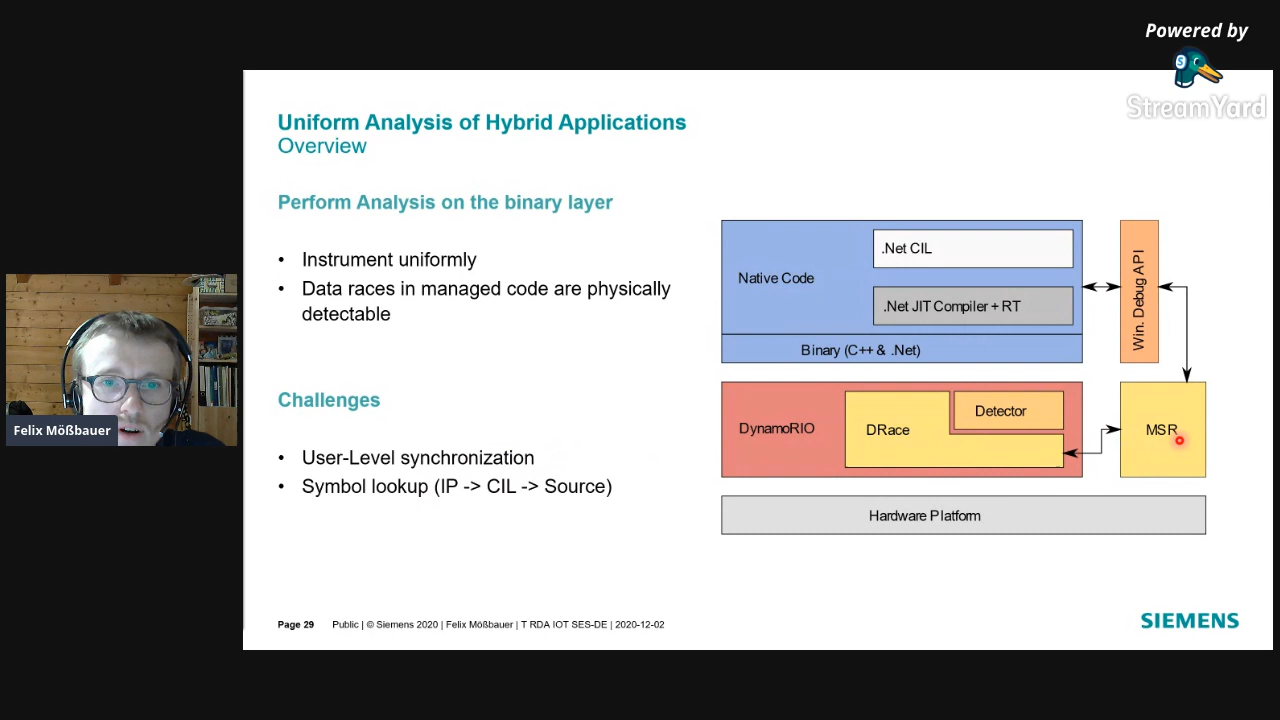 Powered by
StreamYard
Uniform Analysis of Hybrid Applications
Overview
Perform Analysis on the binary layer
• Instrument uniformly
• Data races in managed code are physically
detectable
Challenges
• User-Level synchronization
• Symbol lookup (IP -> CIL -> Source)
.Net CIL
Native Code
.Net JIT Compiler + RT
Binary (C++ & .Net)
Win. Debug API
DynamoRIO
DRace
Detector
MSR
Hardware Platform
Felix Mößbauer
Page 29 Public | © Siemens 2020 | Felix Mößbauer | T RDA IOT SES-DE | 2020-12-02
SIEMENS